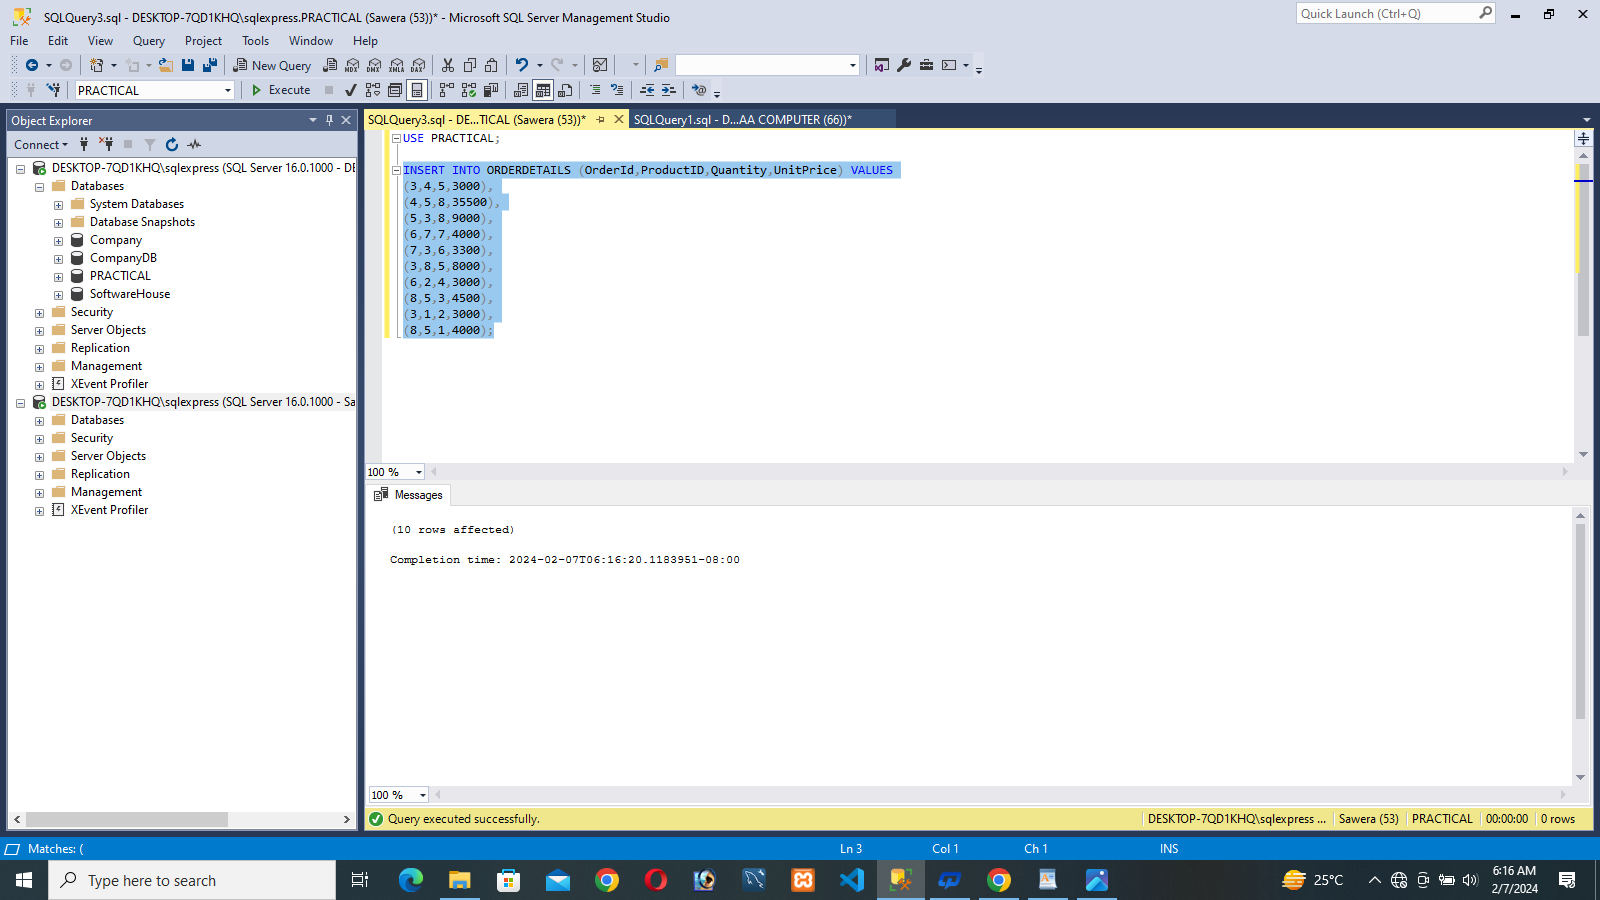 SQLQuery3.sql - DESKTOP-7QD1KHQ\sqlexpress.PRACTICAL (Sawera (53))* - Microsoft SQL Server Management Studio
Quick Launch (Ctrl+Q)
File Edit View Query Project Tools Window Help
New Query MDX DMX XMLA DAX
PRACTICAL Execute
Object Explorer
Connect
DESKTOP-7QD1KHQ\sqlexpress (SQL Server 16.0.1000 - DE
Databases
System Databases
Database Snapshots
Company
CompanyDB
PRACTICAL
SoftwareHouse
Security
Server Objects
Replication
Management
XEvent Profiler
DESKTOP-7QD1KHQ\sqlexpress (SQL Server 16.0.1000 - Sa
Databases
Security
Server Objects
Replication
Management
XEvent Profiler
SQLQuery3.sql - DE...TICAL (Sawera (53))* SQLQuery1.sql - D...AA COMPUTER (66))*
USE PRACTICAL;
INSERT INTO ORDERDETAILS (OrderId,ProductID,Quantity,UnitPrice) VALUES
(3,4,5,3000),
(4,5,8,35500),
(5,3,8,9000),
(6,7,7,4000),
(7,3,6,3300),
(3,8,5,8000),
(6,2,4,3000),
(8,5,3,4500),
(3,1,2,3000),
(8,5,1,4000);
100 %
Messages
(10 rows affected)
Completion time: 2024-02-07T06:16:20.1183951-08:00
100 %
Query executed successfully. DESKTOP-7QD1KHQ\sqlexpress ... Sawera (53) PRACTICAL 00:00:00 0 rows
Matches: ( Ln 3 Col 1 Ch 1 INS
Type here to search
25°C
6:16 AM
2/7/2024